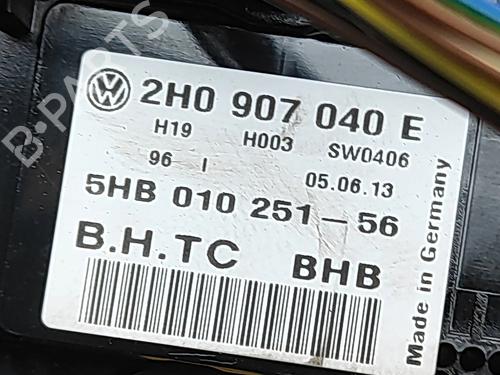 2H0 907 040 E
H19 H003 SW0406
96 I 05.06.13
5HB 010 251-56
B.H.TC BHB
Made in Germany
B-PARTS